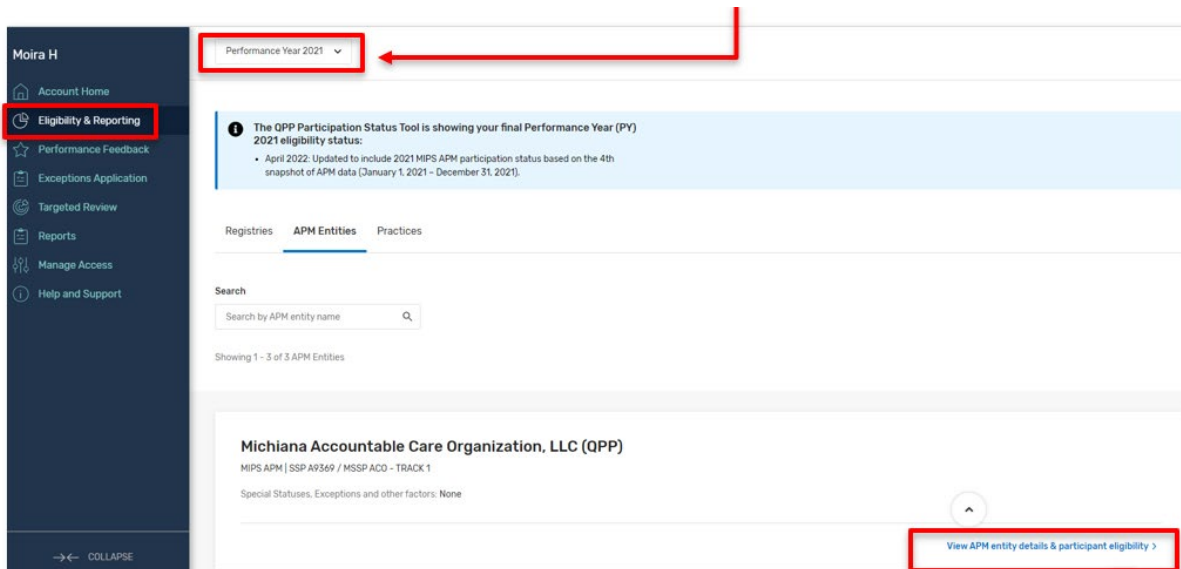 Moira H
Account Home
Eligibility & Reporting
Performance Feedback
Exceptions Application
Targeted Review
Reports
Manage Access
Help and Support
COLLAPSE
Performance Year 2021
The QPP Participation Status Tool is showing your final Performance Year (PY)
2021 eligibility status:
• April 2022: Updated to include 2021 MIPS APM participation status based on the 4th
snapshot of APM data (January 1, 2021 – December 31, 2021).
Registries APM Entities Practices
Search
Search by APM entity name
Showing 1 - 3 of 3 APM Entities
Michiana Accountable Care Organization, LLC (QPP)
MIPS APM | SSP A9369 / MSSP ACO - TRACK 1
Special Statuses, Exceptions and other factors: None
View APM entity details & participant eligibility >